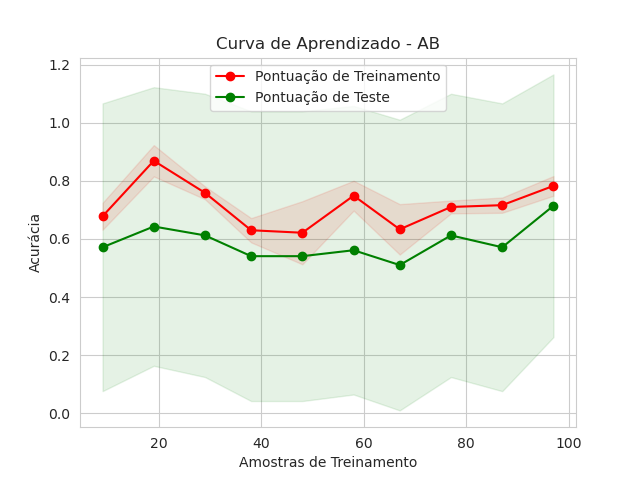 Curva de Aprendizado - AB
Pontuação de Treinamento
Pontuação de Teste
Acurácia
1.2
1.0
0.8
0.6
0.4
0.2
0.0
20 40 60 80 100
Amostras de Treinamento